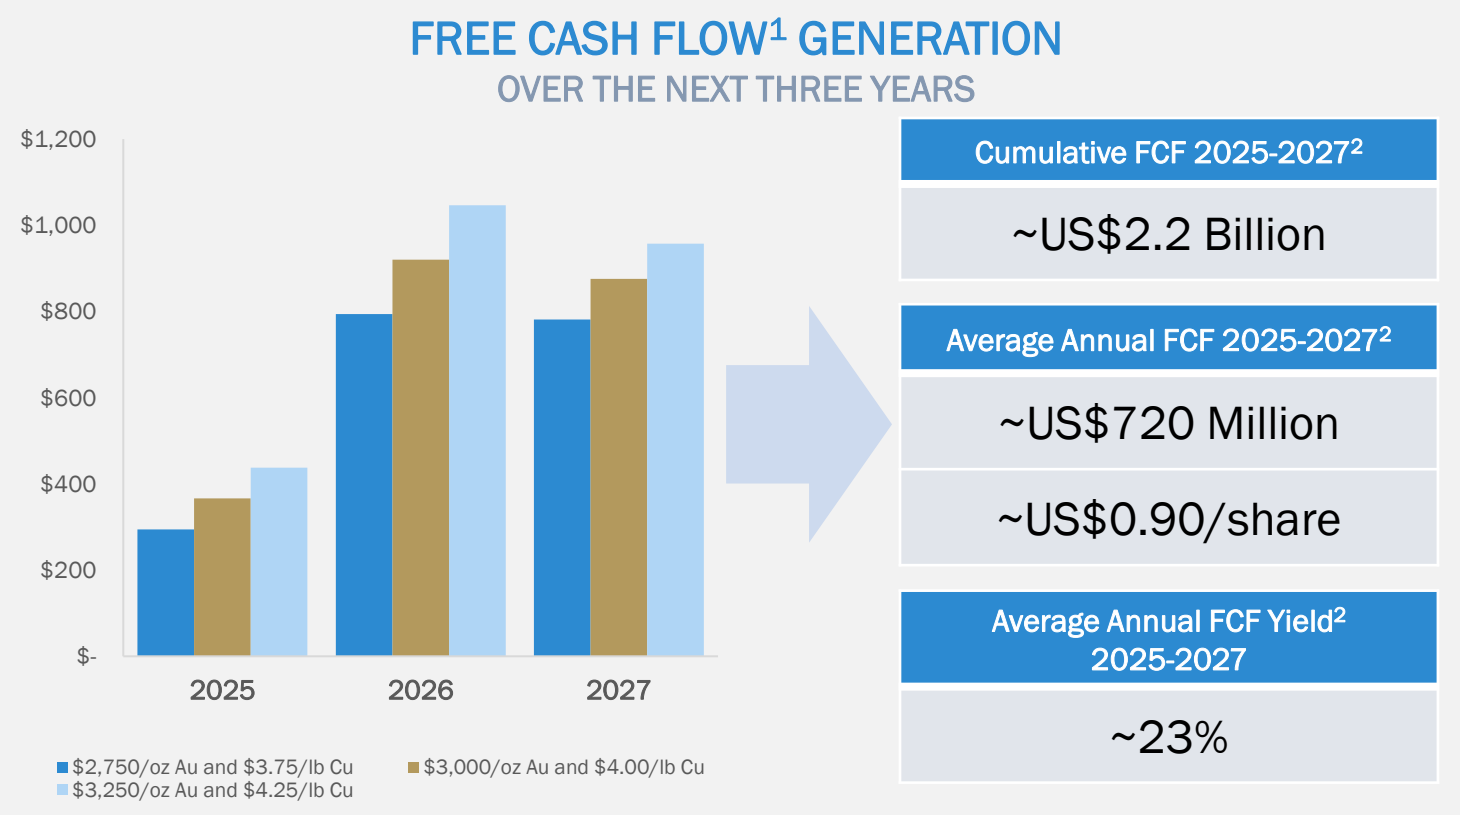 FREE CASH FLOW¹ GENERATION
OVER THE NEXT THREE YEARS
$1,200
$1,000
$800
$600
$400
$200
$-
2025
2026
2027
$2,750/oz Au and $3.75/lb Cu
$3,000/oz Au and $4.00/lb Cu
$3,250/oz Au and $4.25/lb Cu
Cumulative FCF 2025-2027²
~US$2.2 Billion
Average Annual FCF 2025-2027²
~US$720 Million
~US$0.90/share
Average Annual FCF Yield²
2025-2027
~23%